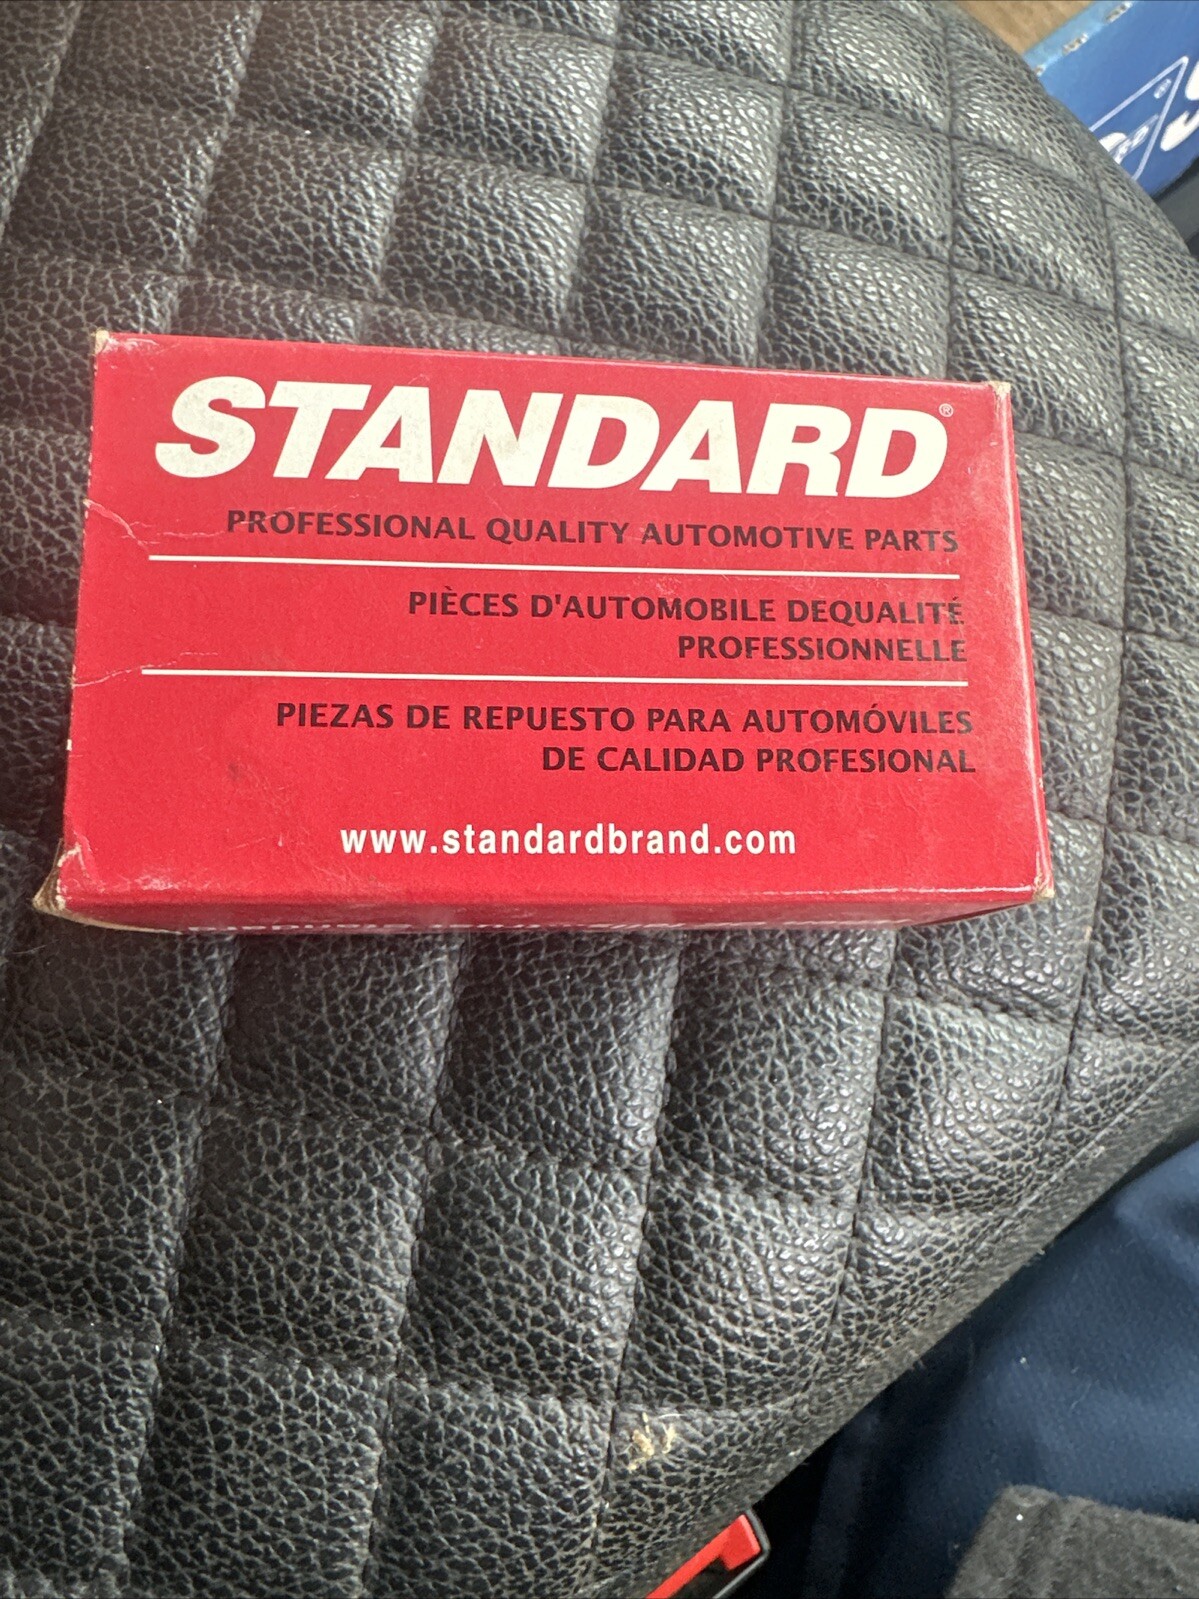 STANDARD®
PROFESSIONAL QUALITY AUTOMOTIVE PARTS
PIÈCES D'AUTOMOBILE DEQUALITÉ
PROFESSIONNELLE
PIEZAS DE REPUESTO PARA AUTOMÓVILES
DE CALIDAD PROFESIONAL
www.standardbrand.com